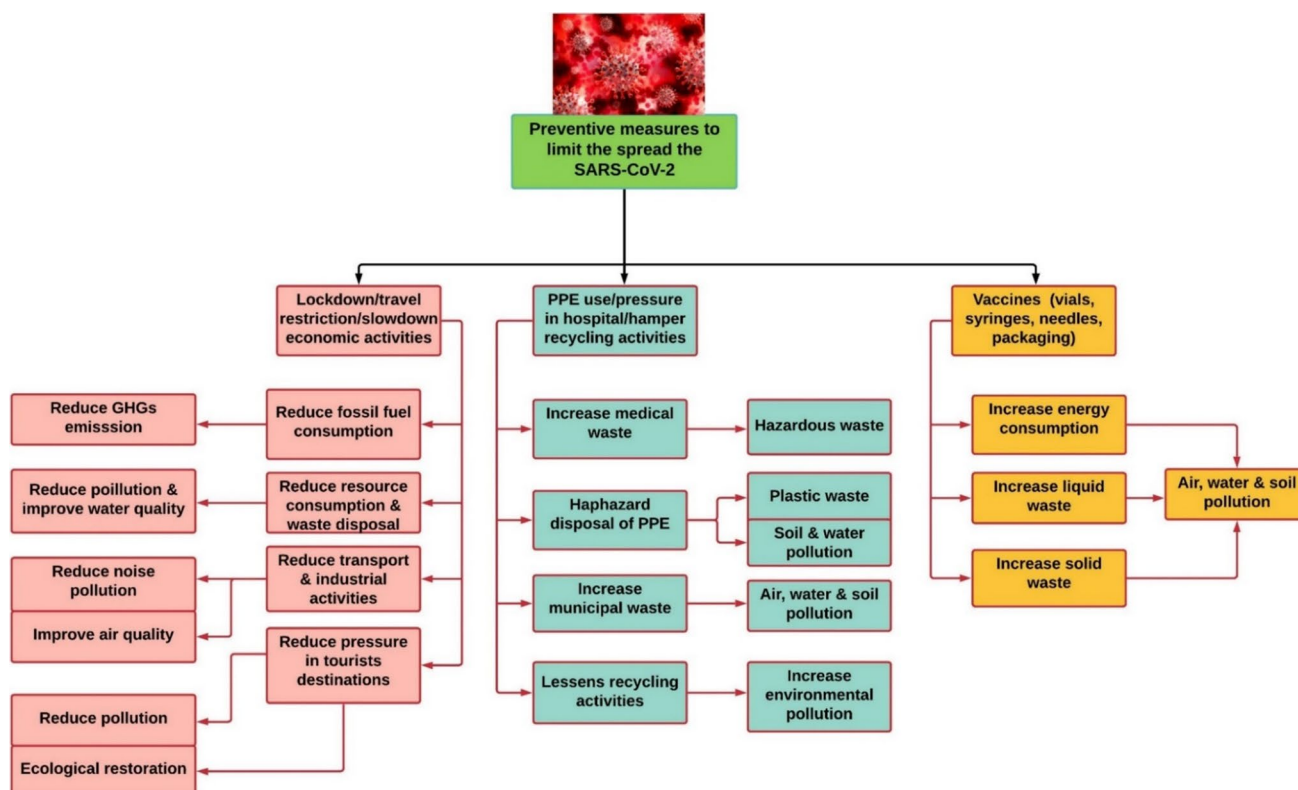 Preventive measures to
limit the spread the
SARS-CoV-2
Lockdown/travel
restriction/slowdown
economic activities
Reduce fossil fuel
consumption
Reduce GHGs
emisssion
Reduce resource
consumption &
waste disposal
Reduce poillution &
improve water quality
Reduce transport
& industrial
activities
Reduce noise
pollution
Improve air quality
Reduce pressure
in tourists
destinations
Reduce pollution
Ecological restoration
PPE use/pressure
in hospital/hamper
recycling activities
Increase medical
waste
Hazardous waste
Haphazard
disposal of PPE
Plastic waste
Soil & water
pollution
Increase
municipal waste
Air, water & soil
pollution
Lessens recycling
activities
Increase
environmental
pollution
Vaccines (vials,
syringes, needles,
packaging)
Increase energy
consumption
Increase liquid
waste
Increase solid
waste
Air, water & soil
pollution